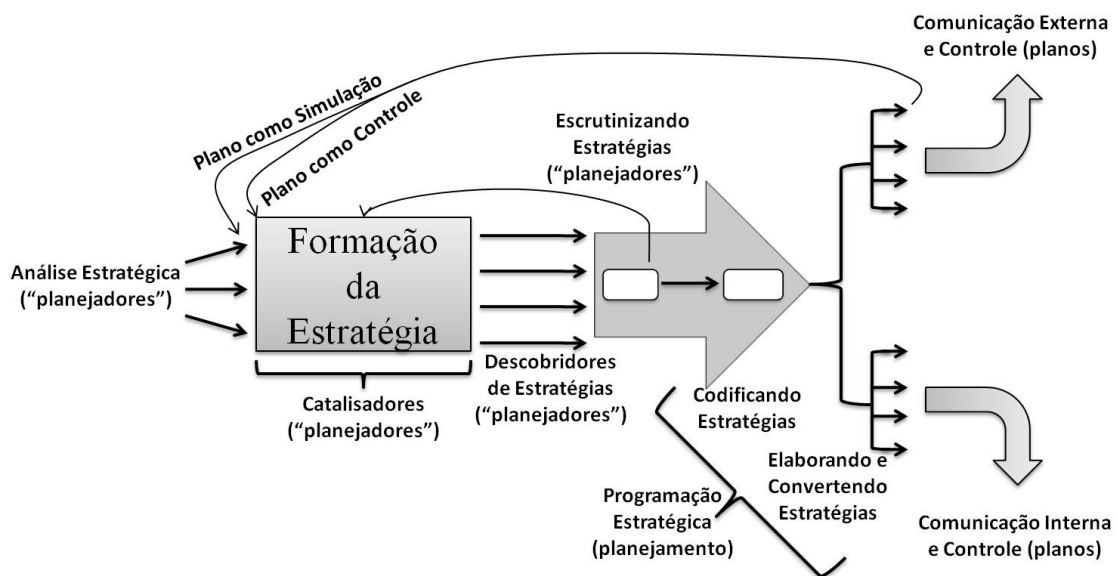 Comunicação Externa
e Controle (planos)
Plano como Simulação
Plano como Controle
Escrutinizando
Estratégias
(“planejadores”)
Análise Estratégica
(“planejadores”)
Formação
da
Estratégia
Catalisadores
(“planejadores”)
Descobridores
de Estratégias
(“planejadores”)
Codificando
Estratégias
Elaborando e
Convertendo
Estratégias
Programação
Estratégica
(planejamento)
Comunicação Interna
e Controle (planos)